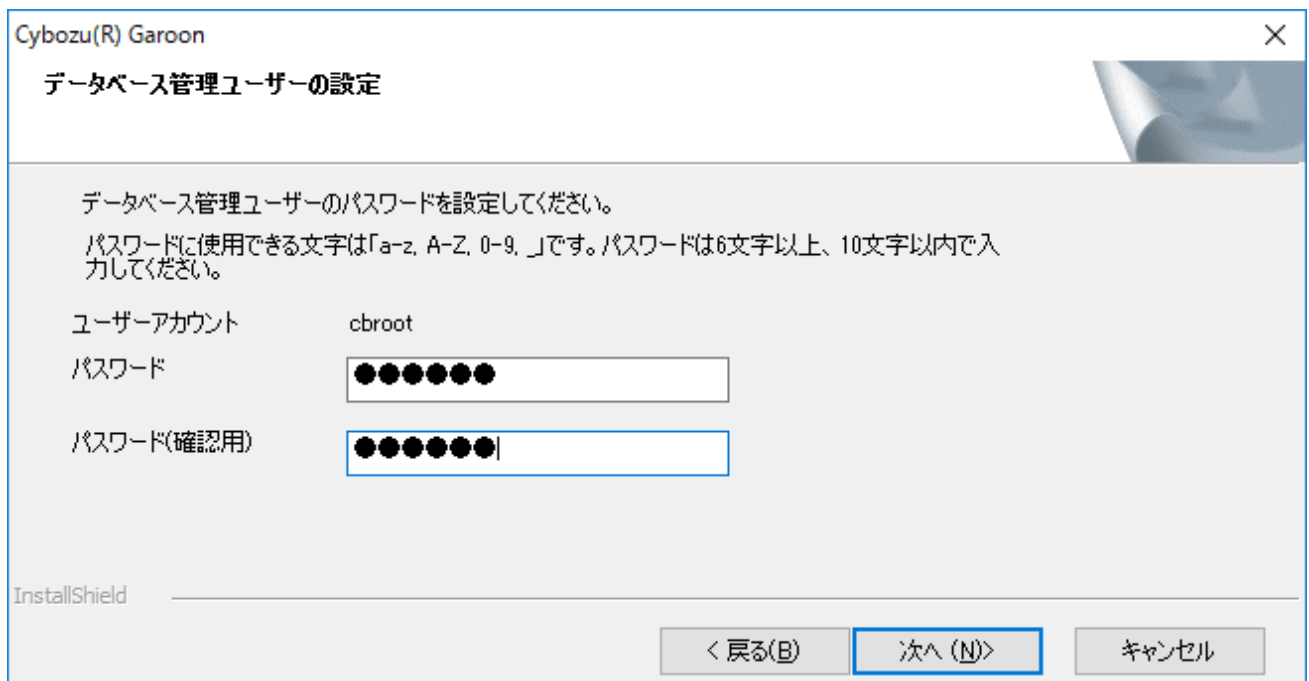 Cybozu(R) Garoon
データベース管理ユーザーの設定
データベース管理ユーザーのパスワードを設定してください。
パスワードに使用できる文字は「a-z, A-Z, 0-9, _」です。パスワードは6文字以上、10文字以内で入
力してください。
ユーザーアカウント cbroot
パスワード ●●●●●●
パスワード(確認用) ●●●●●●
InstallShield
< 戻る(B) 次へ (N)> キャンセル